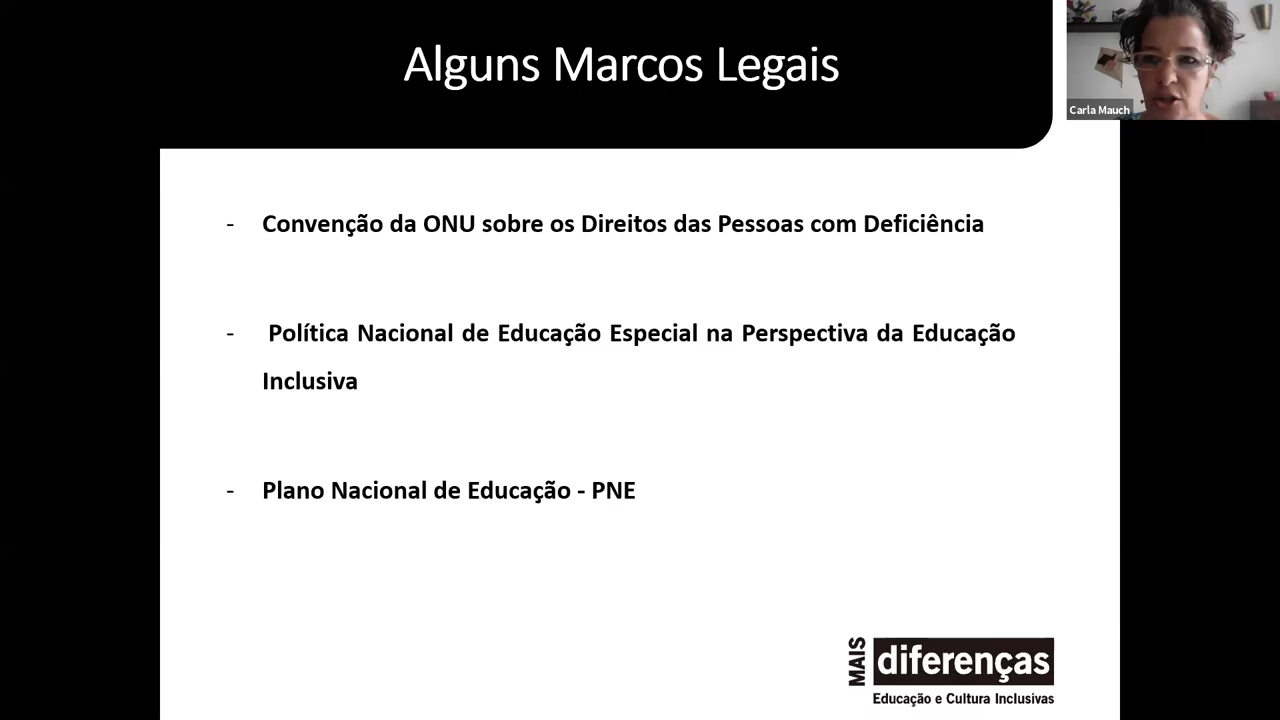 Alguns Marcos Legais
Carla Mauch
- Convenção da ONU sobre os Direitos das Pessoas com Deficiência
- Política Nacional de Educação Especial na Perspectiva da Educação
Inclusiva
- Plano Nacional de Educação - PNE
MAIS
diferenças
Educação e Cultura Inclusivas